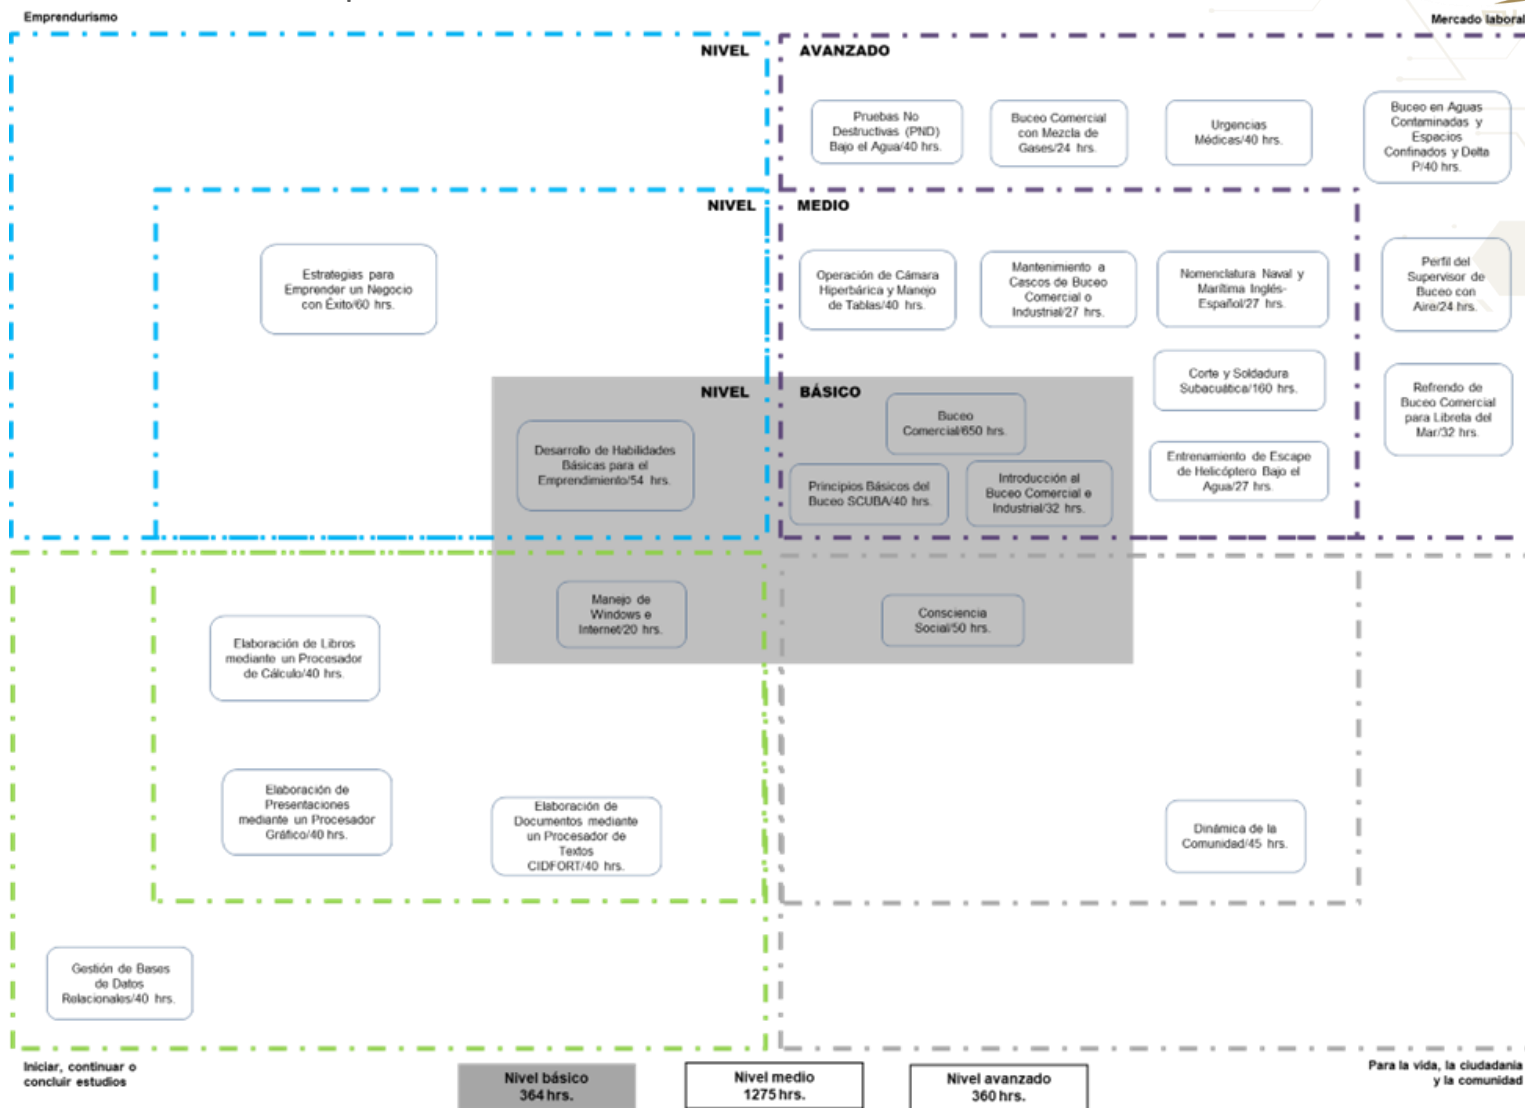 Emprendurismo
Mercado laboral
NIVEL
AVANZADO
Pruebas No
Destructivas (PND)
Bajo el Agua/40 hrs.
Buceo Comercial
con Mezcla de
Gases/24 hrs.
Urgencias
Médicas/40 hrs.
Buceo en Aguas
Contaminadas y
Espacios
Confinados y Delta
P/40 hrs.
NIVEL
MEDIO
Estrategias para
Emprender un Negocio
con Éxito/60 hrs.
Operación de Cámara
Hiperbárica y Manejo
de Tablas/40 hrs.
Mantenimiento a
Cascos de Buceo
Comercial o
Industrial/27 hrs.
Nomenclatura Naval y
Marítima Inglés-
Español/27 hrs.
Perfil del
Supervisor de
Buceo con
Aire/24 hrs.
Corte y Soldadura
Subacuática/160 hrs.
Refrendo de
Buceo Comercial
para Libreta del
Mar/32 hrs.
NIVEL
BÁSICO
Buceo
Comercial/650 hrs.
Desarrollo de Habilidades
Básicas para el
Emprendimiento/54 hrs.
Principios Básicos del
Buceo SCUBA/40 hrs.
Introducción al
Buceo Comercial e
Industrial/32 hrs.
Entrenamiento de Escape
de Helicóptero Bajo el
Agua/27 hrs.
Manejo de
Windows e
Internet/20 hrs.
Consciencia
Social/50 hrs.
Elaboración de Libros
mediante un Procesador
de Cálculo/40 hrs.
Elaboración de
Presentaciones
mediante un Procesador
Gráfico/40 hrs.
Elaboración de
Documentos mediante
un Procesador de
Textos
CIDFORT/40 hrs.
Dinámica de la
Comunidad/45 hrs.
Gestión de Bases
de Datos
Relacionales/40 hrs.
Iniciar, continuar o
concluir estudios
Nivel básico
364 hrs.
Nivel medio
1275 hrs.
Nivel avanzado
360 hrs.
Para la vida, la ciudadania
y la comunidad